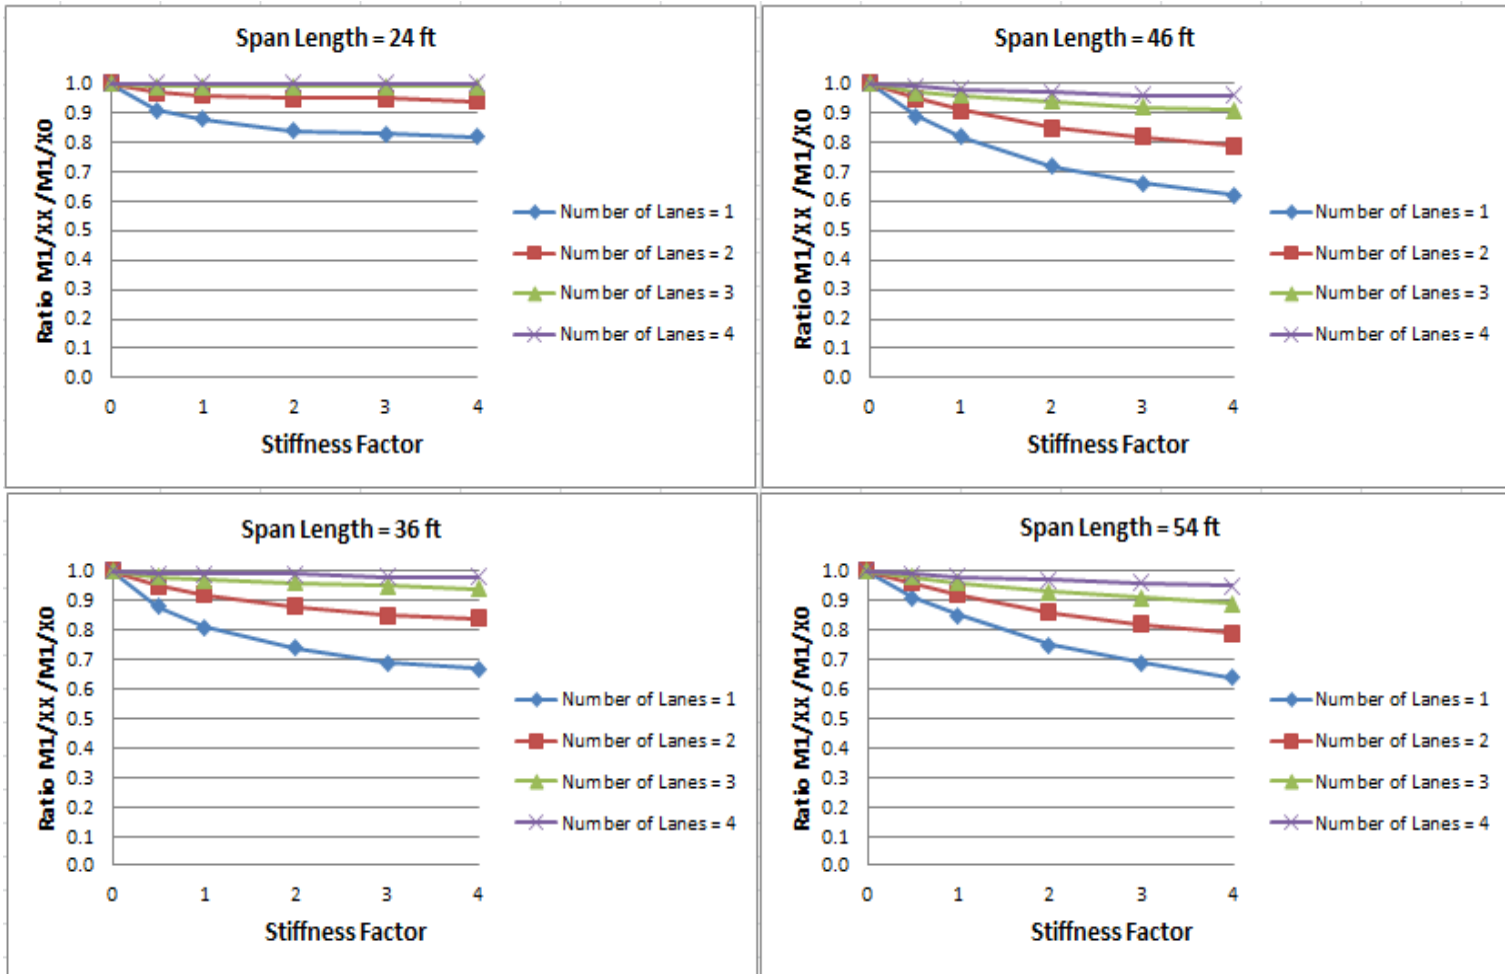 Span Length = 24 ft
Ratio M1/XX /M1/X0
1.0
0.9
0.8
0.7
0.6
0.5
0.4
0.3
0.2
0.1
0.0
0 1 2 3 4
Stiffness Factor
Number of Lanes = 1
Number of Lanes = 2
Number of Lanes = 3
Number of Lanes = 4
Span Length = 46 ft
Ratio M1/XX /M1/X0
1.0
0.9
0.8
0.7
0.6
0.5
0.4
0.3
0.2
0.1
0.0
0 1 2 3 4
Stiffness Factor
Number of Lanes = 1
Number of Lanes = 2
Number of Lanes = 3
Number of Lanes = 4
Span Length = 36 ft
Ratio M1/XX /M1/X0
1.0
0.9
0.8
0.7
0.6
0.5
0.4
0.3
0.2
0.1
0.0
0 1 2 3 4
Stiffness Factor
Number of Lanes = 1
Number of Lanes = 2
Number of Lanes = 3
Number of Lanes = 4
Span Length = 54 ft
Ratio M1/XX /M1/X0
1.0
0.9
0.8
0.7
0.6
0.5
0.4
0.3
0.2
0.1
0.0
0 1 2 3 4
Stiffness Factor
Number of Lanes = 1
Number of Lanes = 2
Number of Lanes = 3
Number of Lanes = 4